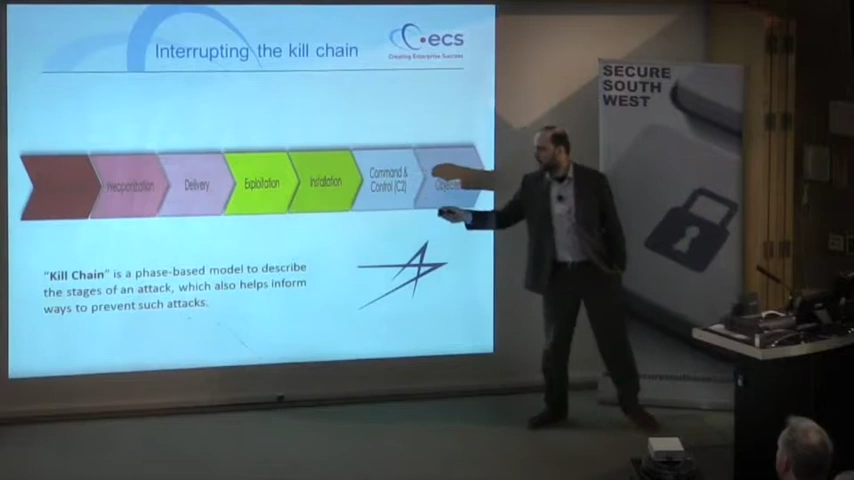 Interrupting the kill chain
ecs
Creating Enterprise Success
SECURE
SOUTH
WEST
Weaponization
Delivery
Exploitation
Installation
Command &
Control (C2)
"Kill Chain" is a phase-based model to describe
the stages of an attack, which also helps inform
ways to prevent such attacks.